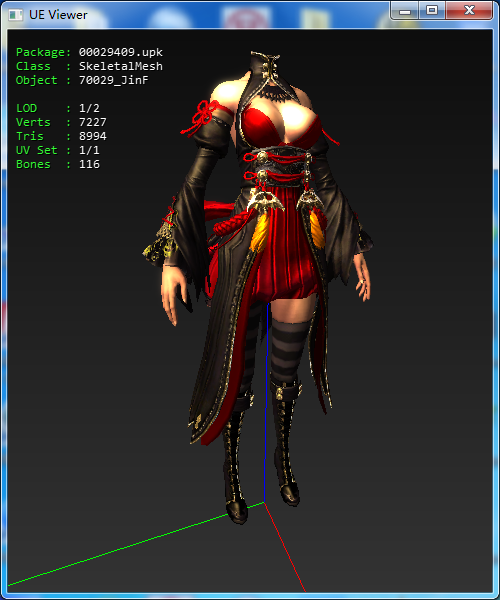 UE Viewer
Package: 00029409.upk
Class : SkeletalMesh
Object : 70029_JinF
LOD : 1/2
Verts : 7227
Tris : 8994
UV Set : 1/1
Bones : 116